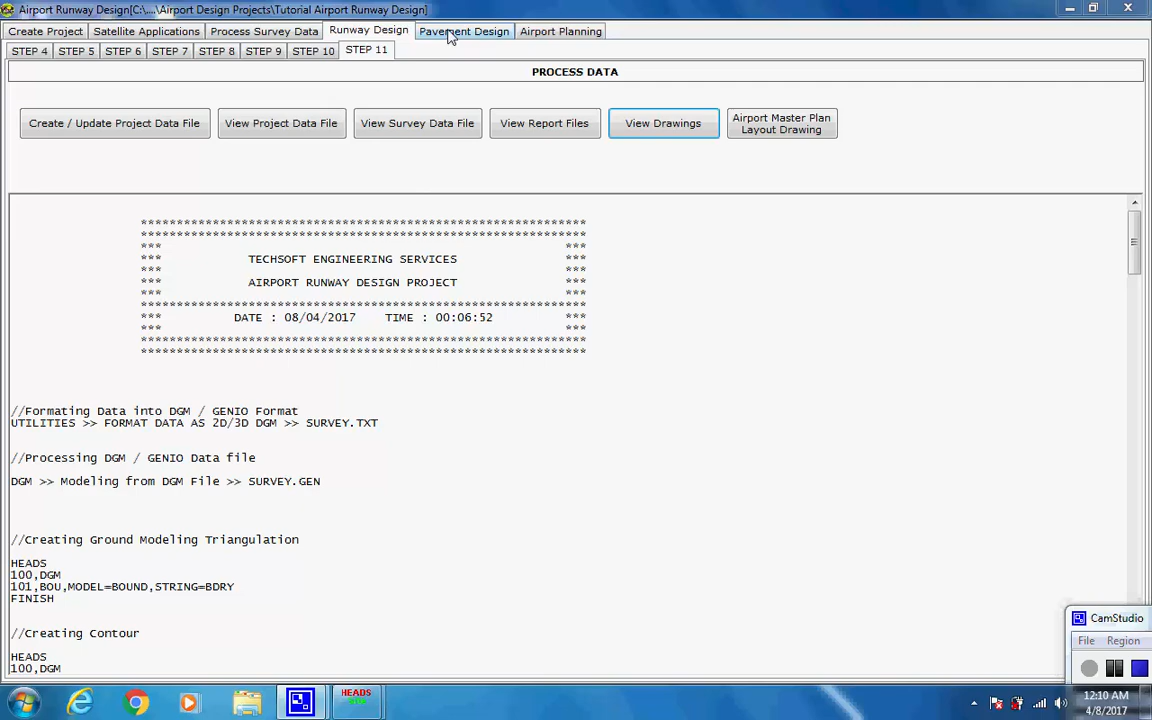 Airport Runway Design[C:\....\Airport Design Projects\Tutorial Airport Runway Design]
Create Project Satellite Applications Process Survey Data Runway Design Pavement Design Airport Planning
STEP 4 STEP 5 STEP 6 STEP 7 STEP 8 STEP 9 STEP 10 STEP 11
PROCESS DATA
Create / Update Project Data File View Project Data File View Survey Data File View Report Files View Drawings Airport Master Plan
Layout Drawing
***************************************************************************
***************************************************************************
*** ***
*** TECHSOFT ENGINEERING SERVICES ***
*** ***
*** AIRPORT RUNWAY DESIGN PROJECT ***
*** ***
***************************************************************************
*** DATE : 08/04/2017 TIME : 00:06:52 ***
*** ***
***************************************************************************
***************************************************************************
//Formating Data into DGM / GENIO Format
UTILITIES >> FORMAT DATA AS 2D/3D DGM >> SURVEY.TXT
//Processing DGM / GENIO Data file
DGM >> Modeling from DGM File >> SURVEY.GEN
//Creating Ground Modeling Triangulation
HEADS
100,DGM
101,BOU,MODEL=BOUND,STRING=BDRY
FINISH
//Creating Contour
HEADS
100,DGM
CamStudio
File Region
HEADS
12:10 AM
4/8/2017